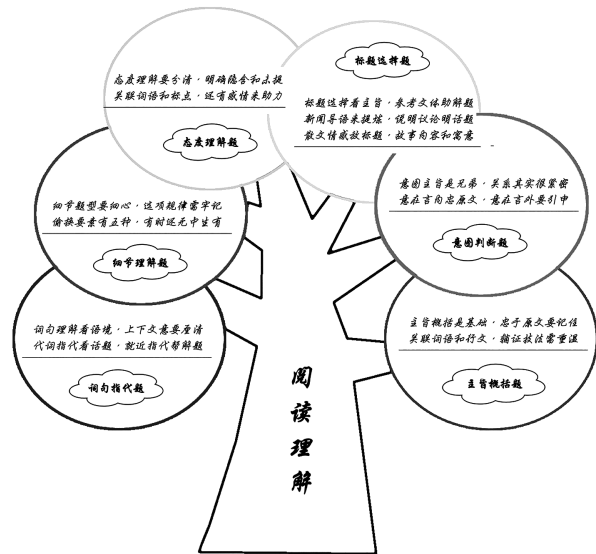 态度理解要分清，明确隐含和点提
关联词语和标点，还有感情来助力
态度理解题
标题选择题
标题选择看主旨，参考文体助解题
新闻导语来提炼，说明议论明话题
散文情感放标题，故事内容和寓意
细节题型要细心，选项规律需牢记
偷换要素有五种，有时还无中生有
细节理解题
意图主旨是兄弟，关系其实很紧密
意在言内忠原文，意在言外要引申
意图判断题
词句理解看语境，上下文意要厘清
代词指代看话题，就近指代帮解题
词句指代题
主旨概括是基础，忠于原文要记住
关联词语和行文，辅证技法需重温
主旨概括题
阅
读
理
解